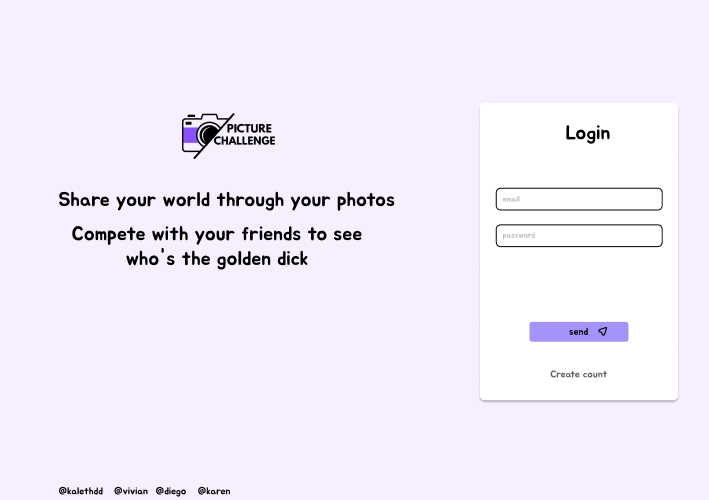 PICTURE
CHALLENGE
Share your world through your photos
Compete with your friends to see
who's the golden dick
Login
email
password
send
Create count
@kalethdd @vivian @diego @karen